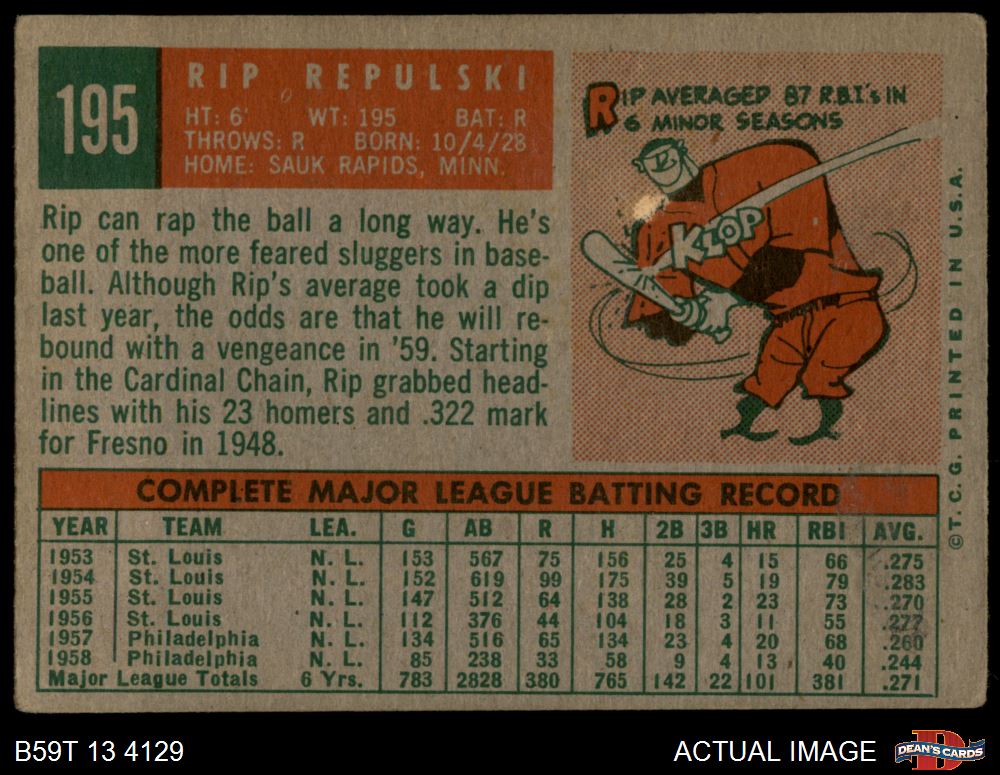 195
RIP REPULSKI
HT: 6' WT: 195 BAT: R
THROWS: R BORN: 10/4/28
HOME: SAUK RAPIDS, MINN.
RIP AVERAGED 87 R.B.I.'s IN
6 MINOR SEASONS
KLOP
Rip can rap the ball a long way. He's
one of the more feared sluggers in base-
ball. Although Rip's average took a dip
last year, the odds are that he will re-
bound with a vengeance in '59. Starting
in the Cardinal Chain, Rip grabbed head-
lines with his 23 homers and .322 mark
for Fresno in 1948.
©T. C. G. PRINTED IN U.S.A.
COMPLETE MAJOR LEAGUE BATTING RECORD
YEAR TEAM LEA. G AB R H 2B 3B HR RBI AVG.
1953 St. Louis N. L. 153 567 75 156 25 4 15 66 .275
1954 St. Louis N. L. 152 619 99 175 39 5 19 79 .283
1955 St. Louis N. L. 147 512 64 138 28 2 23 73 .270
1956 St. Louis N. L. 112 376 44 104 18 3 11 55 .277
1957 Philadelphia N. L. 134 516 65 134 23 4 20 68 .260
1958 Philadelphia N. L. 85 238 33 58 9 4 13 40 .244
Major League Totals 6 Yrs. 783 2828 380 765 142 22 101 381 .271
B59T 13 4129
ACTUAL IMAGE
DEAN'S CARDS